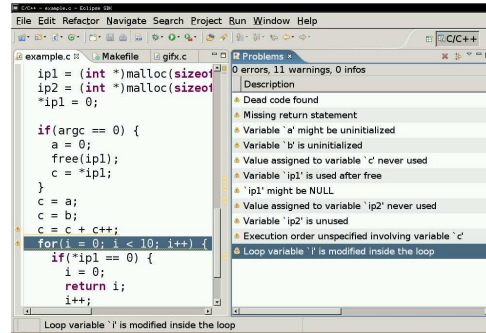 C/C++ - example.c - Eclipse SDK
File Edit Refactor Navigate Search Project Run Window Help
C/C++
example.c
Makefile
gifx.c
ip1 = (int *)malloc(sizeof
ip2 = (int *)malloc(sizeof
*ip1 = 0;
if(argc == 0) {
a = 0;
free(ip1);
c = *ip1;
}
c = a;
c = b;
c = c + c++;
for(i = 0; i < 10; i++) {
if(*ip1 == 0) {
i = 0;
return i;
i++;
Problems
0 errors, 11 warnings, 0 infos
Description
Dead code found
Missing return statement
Variable `a' might be uninitialized
Variable `b' is uninitialized
Value assigned to variable `c' never used
Variable `ip1' is used after free
`ip1' might be NULL
Value assigned to variable `ip2' never used
Variable `ip2' is unused
Execution order unspecified involving variable `c'
Loop variable `i' is modified inside the loop
Loop variable `i' is modified inside the loop